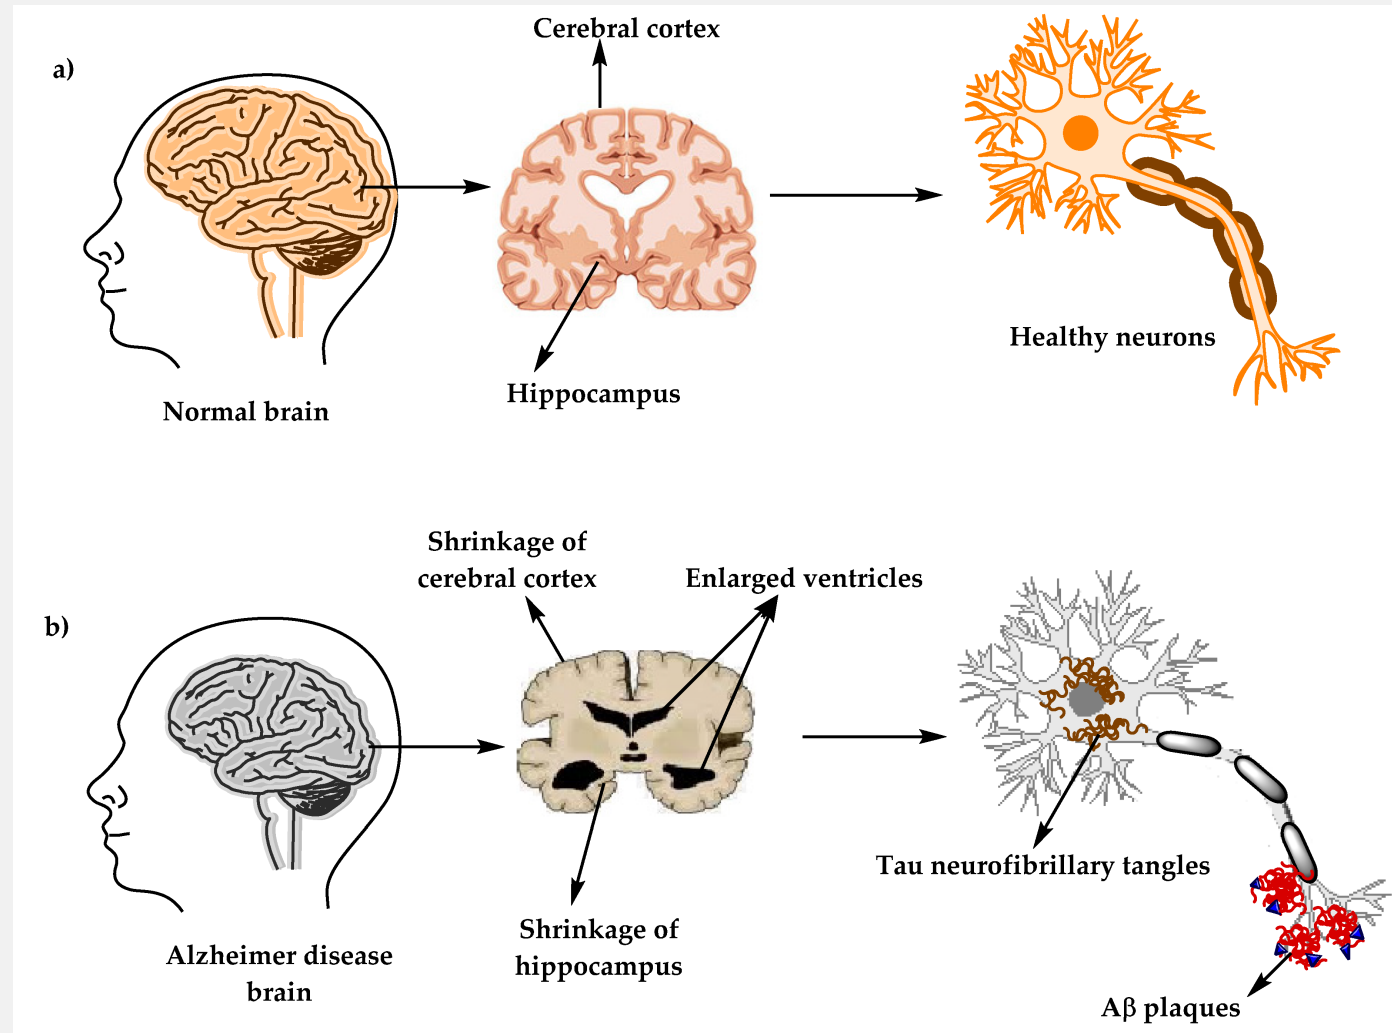 Cerebral cortex
a)
Healthy neurons
Hippocampus
Normal brain
Shrinkage of
cerebral cortex
Enlarged ventricles
b)
Tau neurofibrillary tangles
Shrinkage of
hippocampus
Alzheimer disease
brain
Aβ plaques